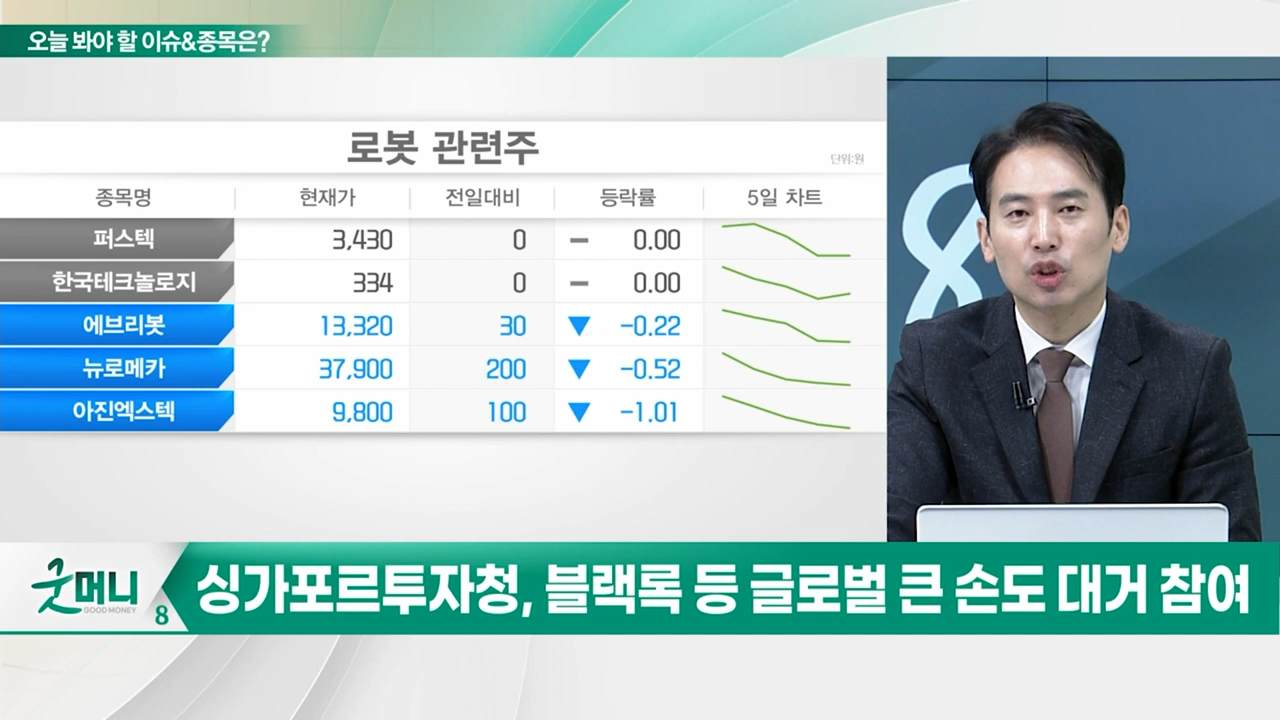 오늘 봐야 할 이슈&종목은?
로봇 관련주
단위:원
종목명 현재가 전일대비 등락률 5일 차트
퍼스텍 3,430 0 − 0.00
한국테크놀로지 334 0 − 0.00
에브리봇 13,320 30 ▼ −0.22
뉴로메카 37,900 200 ▼ −0.52
아진엑스텍 9,800 100 ▼ −1.01
굿머니
GOOD MONEY
8
싱가포르투자청, 블랙록 등 글로벌 큰 손도 대거 참여